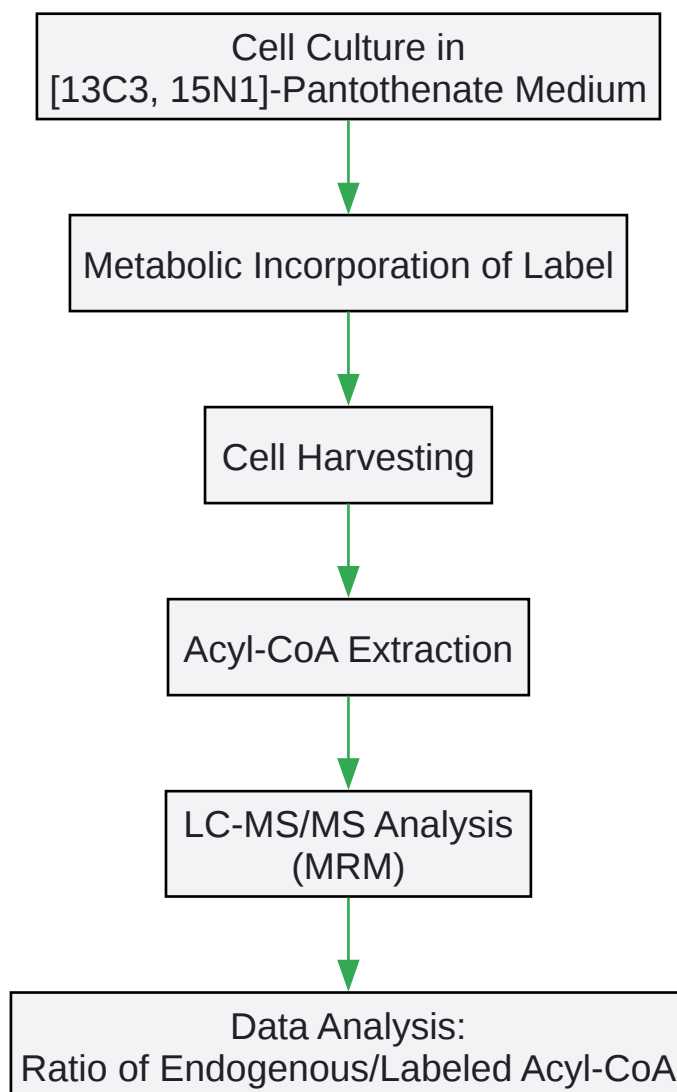 Cell Culture in
[13C3, 15N1]-Pantothenate Medium
Metabolic Incorporation of Label
Cell Harvesting
Acyl-CoA Extraction
LC-MS/MS Analysis
(MRM)
Data Analysis:
Ratio of Endogenous/Labeled Acyl-CoA